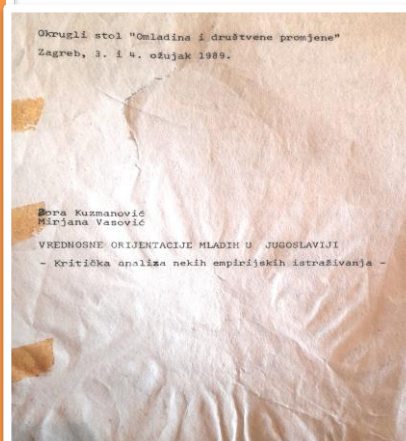 Okrugli stol "Omladina i društvene promjene"
Zagreb, 3. i 4. ožujak 1989.
Bora Kuzmanović
Mirjana Vasović
VREDNOSNE ORIJENTACIJE MLADIH U JUGOSLAVIJI
- Kritička analiza nekih empirijskih istraživanja -